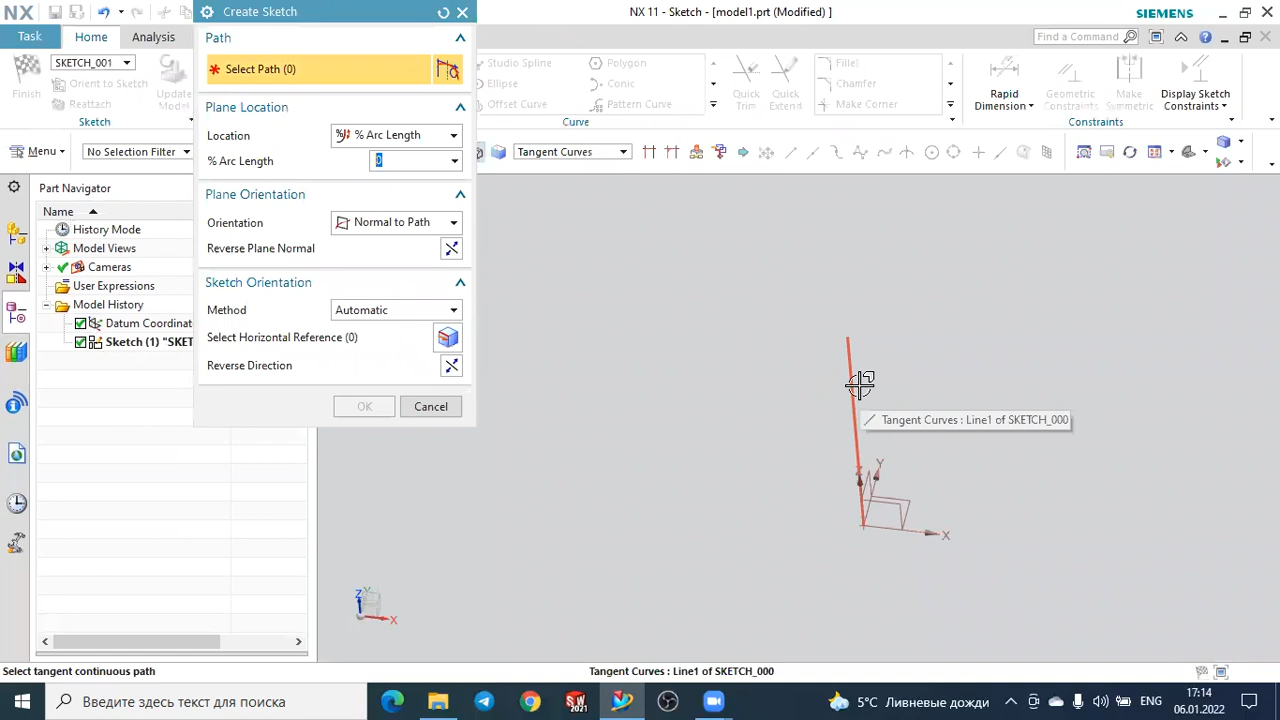 NX
Create Sketch
NX 11 - Sketch - [model1.prt (Modified) ]
SIEMENS
Task
Home
Analysis
Find a Command
Path
SKETCH_001
Finish
Orient to Sketch
Reattach
Update
Model
Sketch
* Select Path (0)
Studio Spline
Polygon
Ellipse
Conic
Offset Curve
Pattern Curve
Curve
Quick
Trim
Quick
Extend
Fillet
Chamfer
Make Corner
Rapid
Dimension
Geometric
Constraints
Make
Symmetric
Display Sketch
Constraints
Constraints
Plane Location
Location
% Arc Length
% Arc Length
0
Menu
No Selection Filter
Tangent Curves
Part Navigator
Name
History Mode
Model Views
Cameras
User Expressions
Model History
Datum Coordinat
Sketch (1) "SKET
Plane Orientation
Orientation
Normal to Path
Reverse Plane Normal
Sketch Orientation
Method
Automatic
Select Horizontal Reference (0)
Reverse Direction
OK
Cancel
Tangent Curves : Line1 of SKETCH_000
Z
Y
X
Z
Y
X
Select tangent continuous path
Tangent Curves : Line1 of SKETCH_000
Введите здесь текст для поиска
SW
2021
5°C
Ливневые дожди
ENG
17:14
06.01.2022